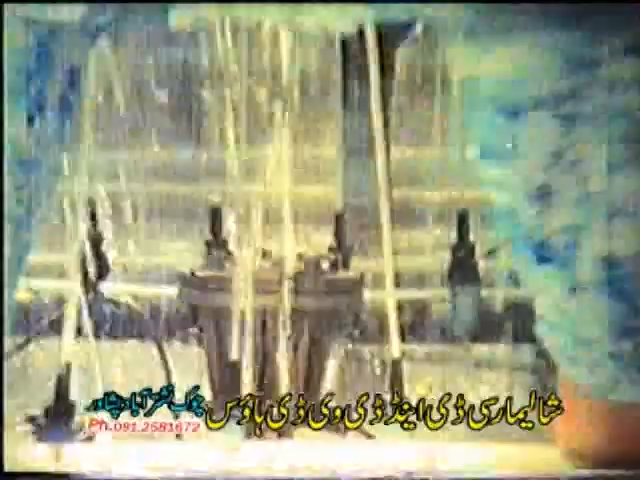 شالیمار سی ڈی اینڈ ڈی وی ڈی ہاؤس
چوک نشتر آباد پشاور
Ph.091.2581672